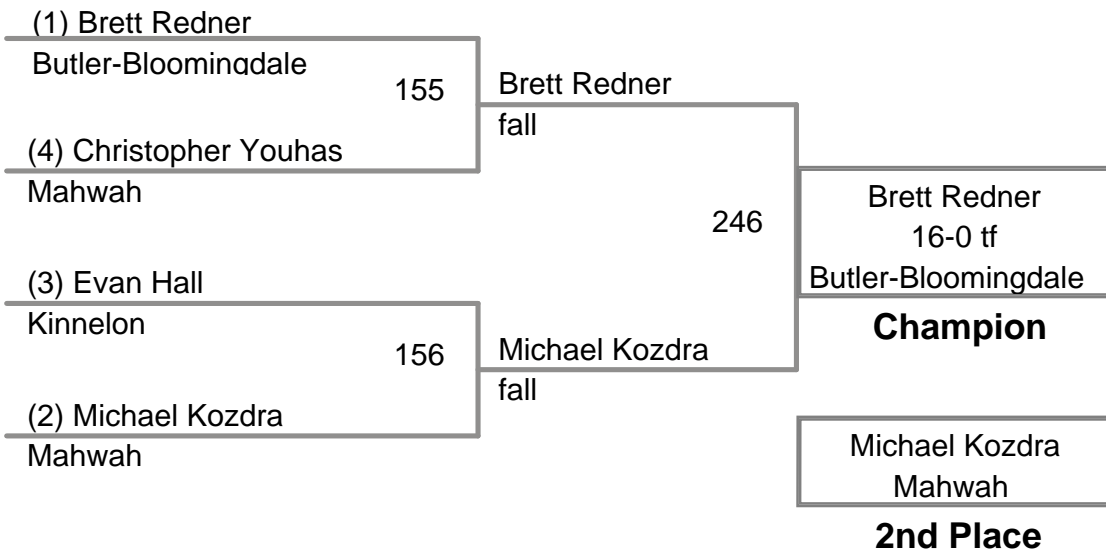 (1) Brett Redner
Butler-Bloomingdale
155
(4) Christopher Youhas
Mahwah
Brett Redner
fall
(3) Evan Hall
Kinnelon
156
(2) Michael Kozdra
Mahwah
Michael Kozdra
fall
246
Brett Redner
16-0 tf
Butler-Bloomingdale
Champion
Michael Kozdra
Mahwah
2nd Place